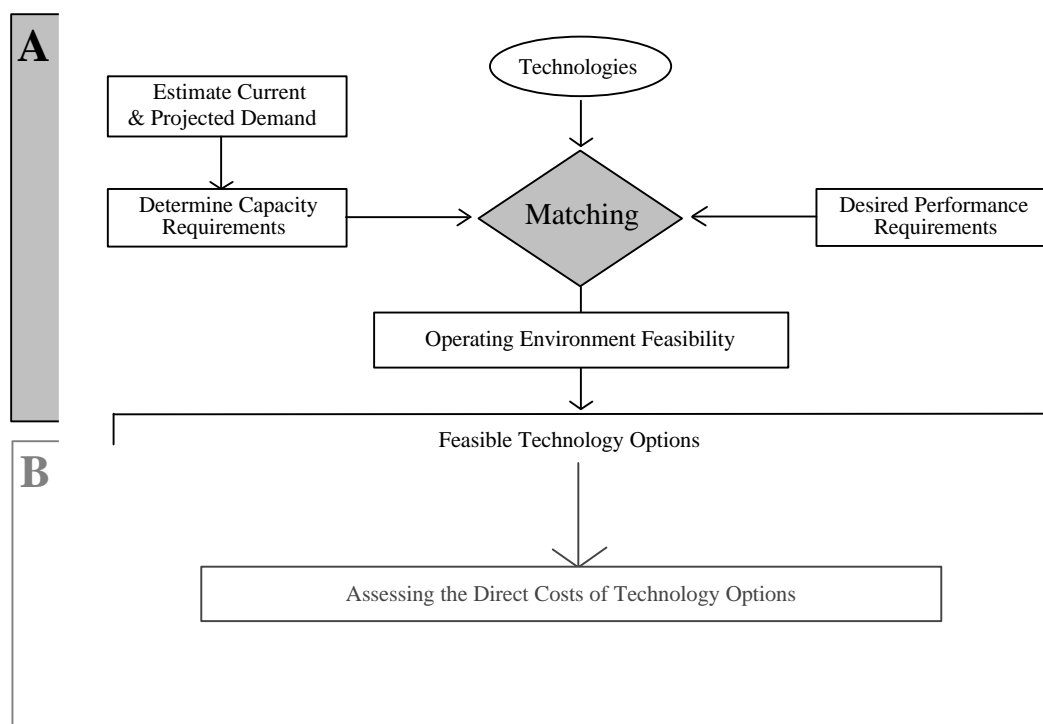 A
Technologies
Estimate Current
& Projected Demand
Determine Capacity
Requirements
Matching
Desired Performance
Requirements
Operating Environment Feasibility
Feasible Technology Options
B
Assessing the Direct Costs of Technology Options